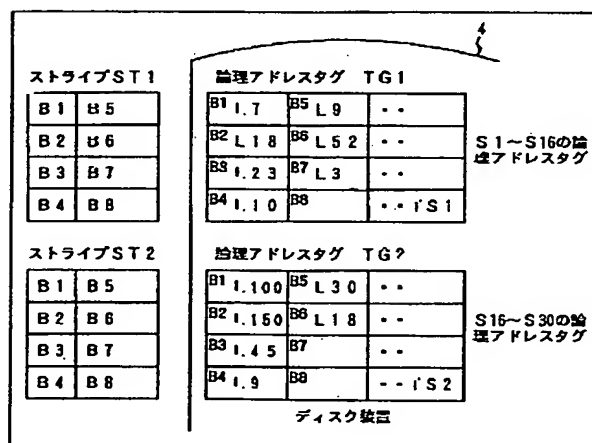 4
ストライプST1
B1 B5
B2 B6
B3 B7
B4 B8
論理アドレスタグ TG1
B1 L7 B5 L9 ・・
B2 L18 B6 L52 ・・
B3 L23 B7 L3 ・・
B4 L10 B8 ・・ TS1
S1～S16の論
理アドレスタグ
ストライプST2
B1 B5
B2 B6
B3 B7
B4 B8
論理アドレスタグ TG2
B1 L100 B5 L30 ・・
B2 L150 B6 L18 ・・
B3 L45 B7 ・・
B4 L9 B8 ・・ TS2
S16～S30の論
理アドレスタグ
ディスク装置